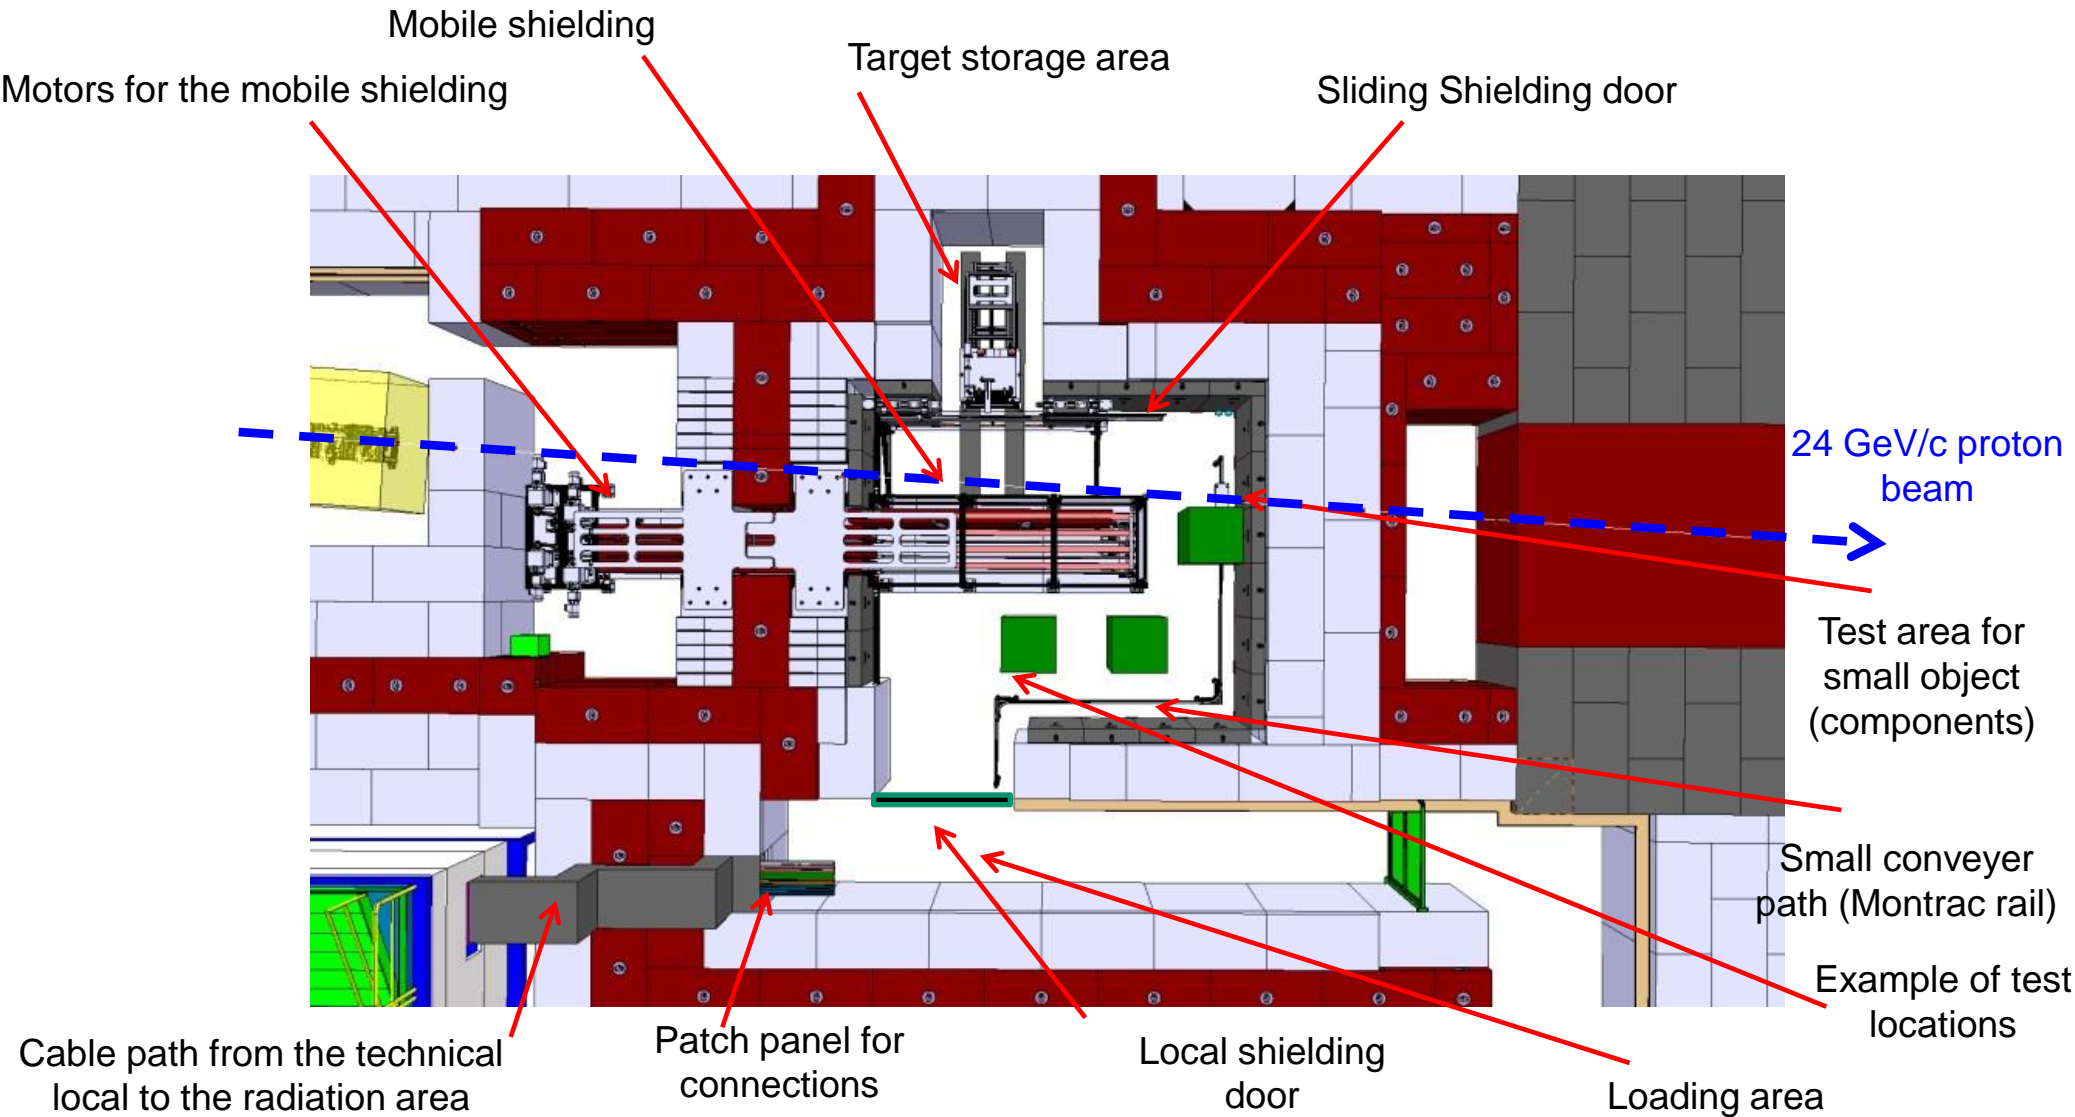 Mobile shielding
Target storage area
Motors for the mobile shielding
Sliding Shielding door
24 GeV/c proton
beam
Test area for
small object
(components)
Small conveyer
path (Montrac rail)
Example of test
locations
Cable path from the technical
local to the radiation area
Patch panel for
connections
Local shielding
door
Loading area